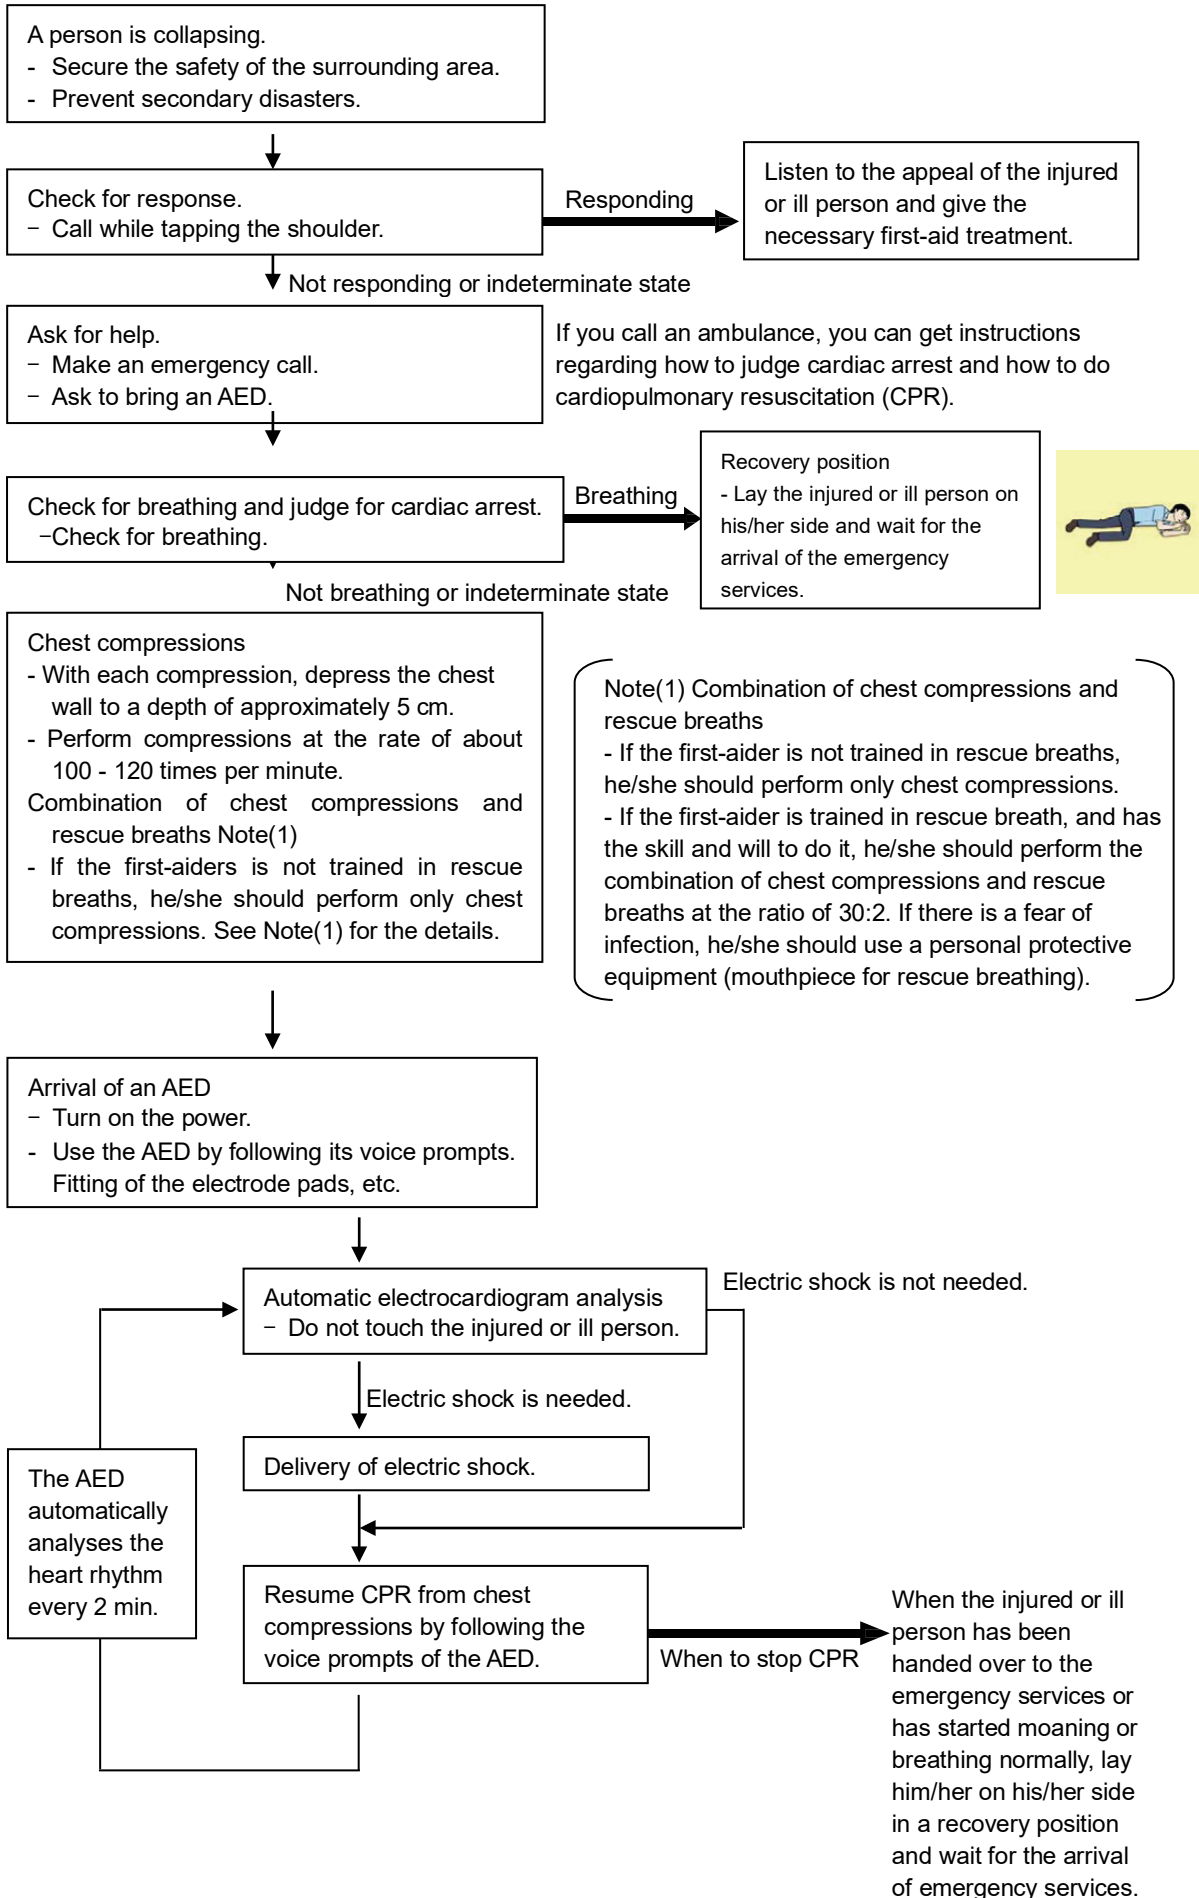 A person is collapsing.
- Secure the safety of the surrounding area.
- Prevent secondary disasters.
Check for response.
− Call while tapping the shoulder.
Responding
Listen to the appeal of the injured
or ill person and give the
necessary first-aid treatment.
Not responding or indeterminate state
Ask for help.
− Make an emergency call.
− Ask to bring an AED.
If you call an ambulance, you can get instructions
regarding how to judge cardiac arrest and how to do
cardiopulmonary resuscitation (CPR).
Check for breathing and judge for cardiac arrest.
−Check for breathing.
Breathing
Recovery position
- Lay the injured or ill person on
his/her side and wait for the
arrival of the emergency
services.
Not breathing or indeterminate state
Chest compressions
- With each compression, depress the chest
wall to a depth of approximately 5 cm.
- Perform compressions at the rate of about
100 - 120 times per minute.
Combination of chest compressions and
rescue breaths Note(1)
- If the first-aiders is not trained in rescue
breaths, he/she should perform only chest
compressions. See Note(1) for the details.
Note(1) Combination of chest compressions and
rescue breaths
- If the first-aider is not trained in rescue breaths,
he/she should perform only chest compressions.
- If the first-aider is trained in rescue breath, and has
the skill and will to do it, he/she should perform the
combination of chest compressions and rescue
breaths at the ratio of 30:2. If there is a fear of
infection, he/she should use a personal protective
equipment (mouthpiece for rescue breathing).
Arrival of an AED
− Turn on the power.
- Use the AED by following its voice prompts.
Fitting of the electrode pads, etc.
Automatic electrocardiogram analysis
− Do not touch the injured or ill person.
Electric shock is not needed.
Electric shock is needed.
Delivery of electric shock.
The AED
automatically
analyses the
heart rhythm
every 2 min.
Resume CPR from chest
compressions by following the
voice prompts of the AED.
When to stop CPR
When the injured or ill
person has been
handed over to the
emergency services or
has started moaning or
breathing normally, lay
him/her on his/her side
in a recovery position
and wait for the arrival
of emergency services.